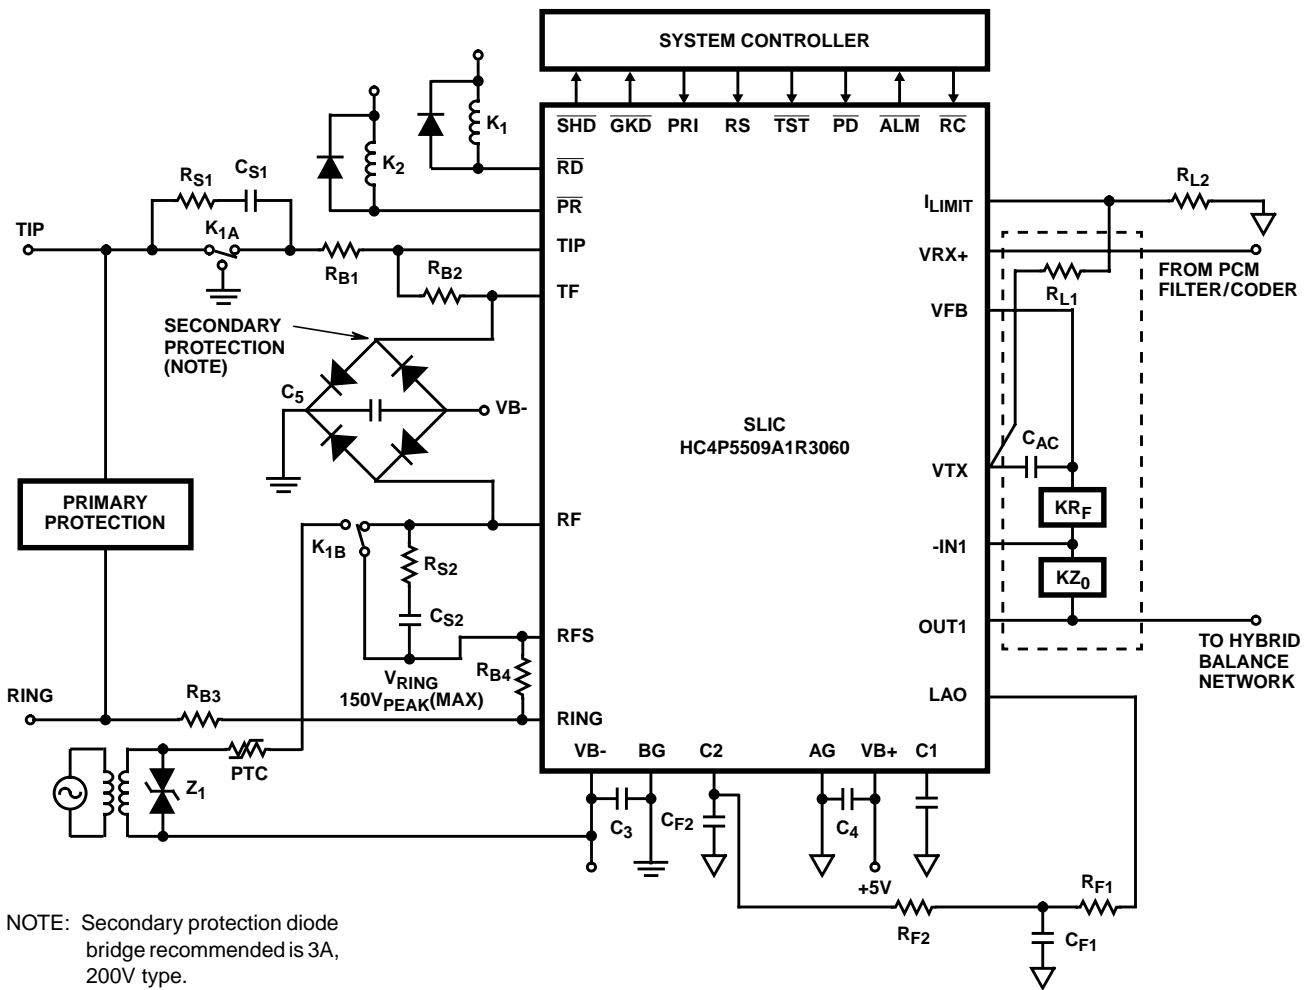 SYSTEM CONTROLLER
SHD GKD PRI RS TST PD ALM RC
K1
K2
RD
PR
RS1
CS1
K1A
TIP
RB1
TIP
RB2
TF
SECONDARY
PROTECTION
(NOTE)
C5
VB-
PRIMARY
PROTECTION
K1B
RF
RS2
CS2
RFS
RB4
VRING
150VPEAK(MAX)
RING
RB3
RING
PTC
Z1
SLIC
HC4P5509A1R3060
ILIMIT
RL2
VRX+
FROM PCM
FILTER/CODER
RL1
VFB
CAC
VTX
KRF
-IN1
KZ0
OUT1
TO HYBRID
BALANCE
NETWORK
LAO
VB- BG C2 AG VB+ C1
C3
CF2
C4
+5V
RF2
RF1
CF1
NOTE: Secondary protection diode
bridge recommended is 3A,
200V type.